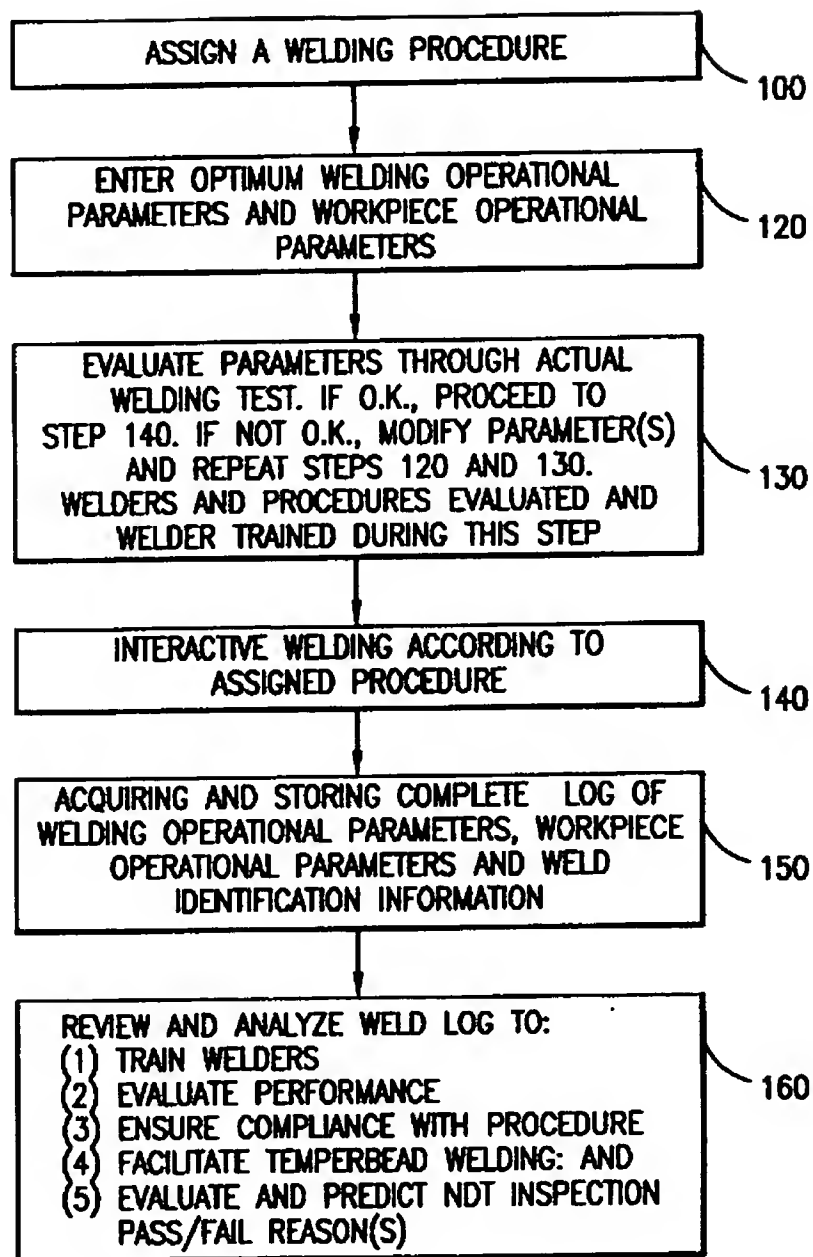 ASSIGN A WELDING PROCEDURE
100
ENTER OPTIMUM WELDING OPERATIONAL
PARAMETERS AND WORKPIECE OPERATIONAL
PARAMETERS
120
EVALUATE PARAMETERS THROUGH ACTUAL
WELDING TEST. IF O.K., PROCEED TO
STEP 140. IF NOT O.K., MODIFY PARAMETER(S)
AND REPEAT STEPS 120 AND 130.
WELDERS AND PROCEDURES EVALUATED AND
WELDER TRAINED DURING THIS STEP
130
INTERACTIVE WELDING ACCORDING TO
ASSIGNED PROCEDURE
140
ACQUIRING AND STORING COMPLETE LOG OF
WELDING OPERATIONAL PARAMETERS, WORKPIECE
OPERATIONAL PARAMETERS AND WELD
IDENTIFICATION INFORMATION
150
REVIEW AND ANALYZE WELD LOG TO:
(1) TRAIN WELDERS
(2) EVALUATE PERFORMANCE
(3) ENSURE COMPLIANCE WITH PROCEDURE
(4) FACILITATE TEMPERBEAD WELDING: AND
(5) EVALUATE AND PREDICT NDT INSPECTION
PASS/FAIL REASON(S)
160